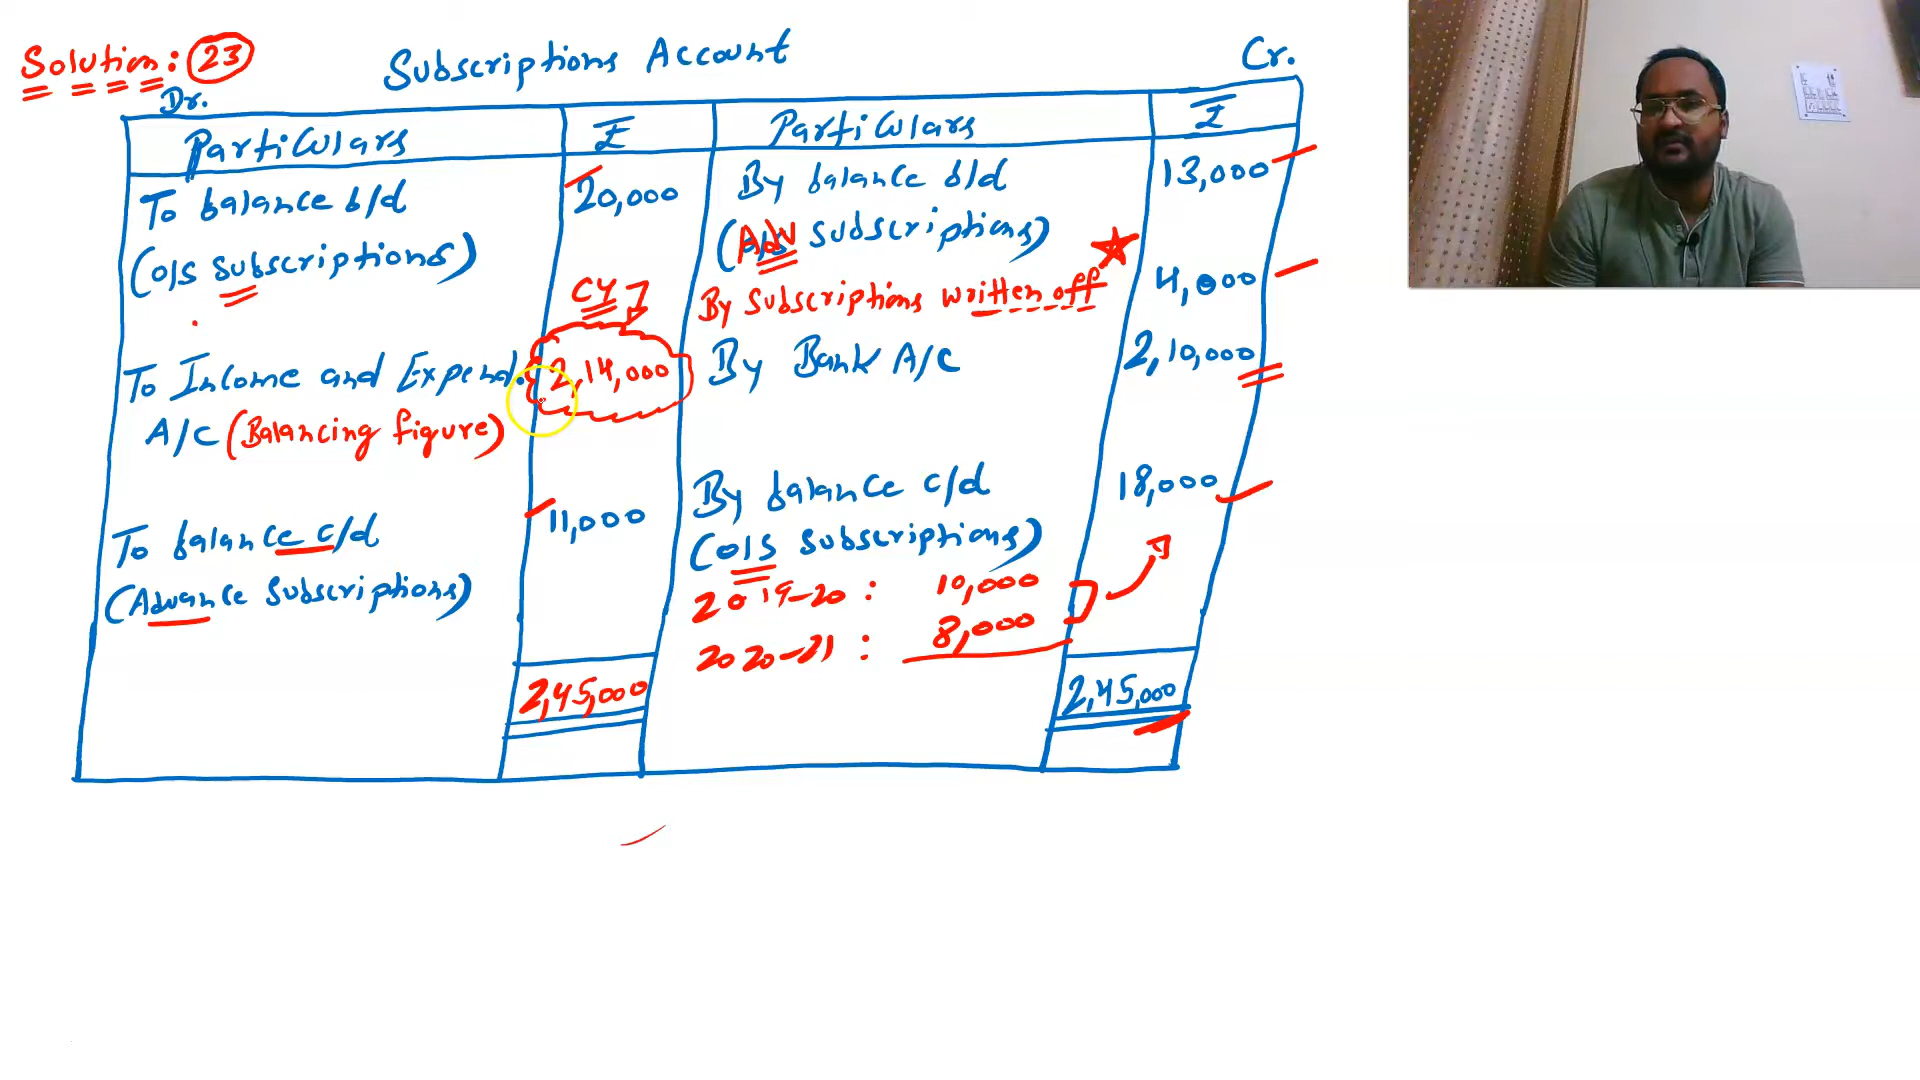 Solution: 23
Subscriptions Account
Dr.
Cr.
Particulars
₹
Particulars
₹
To balance b/d
20,000
(O/S Subscriptions)
CY
To Income and Expend.
2,14,000
A/C (Balancing figure)
To balance c/d
11,000
(Advance Subscriptions)
2,45,000
By balance b/d
13,000
(Adv Subscriptions)
By Subscriptions written off
4,000
By Bank A/C
2,10,000
By balance c/d
18,000
(O/S Subscriptions)
2019-20 : 10,000
2020-21 : 8,000
2,45,000